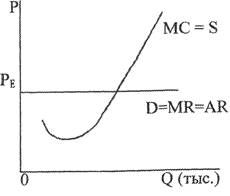 P
MC = S
P_E
D=MR=AR
0
Q (тыс.)